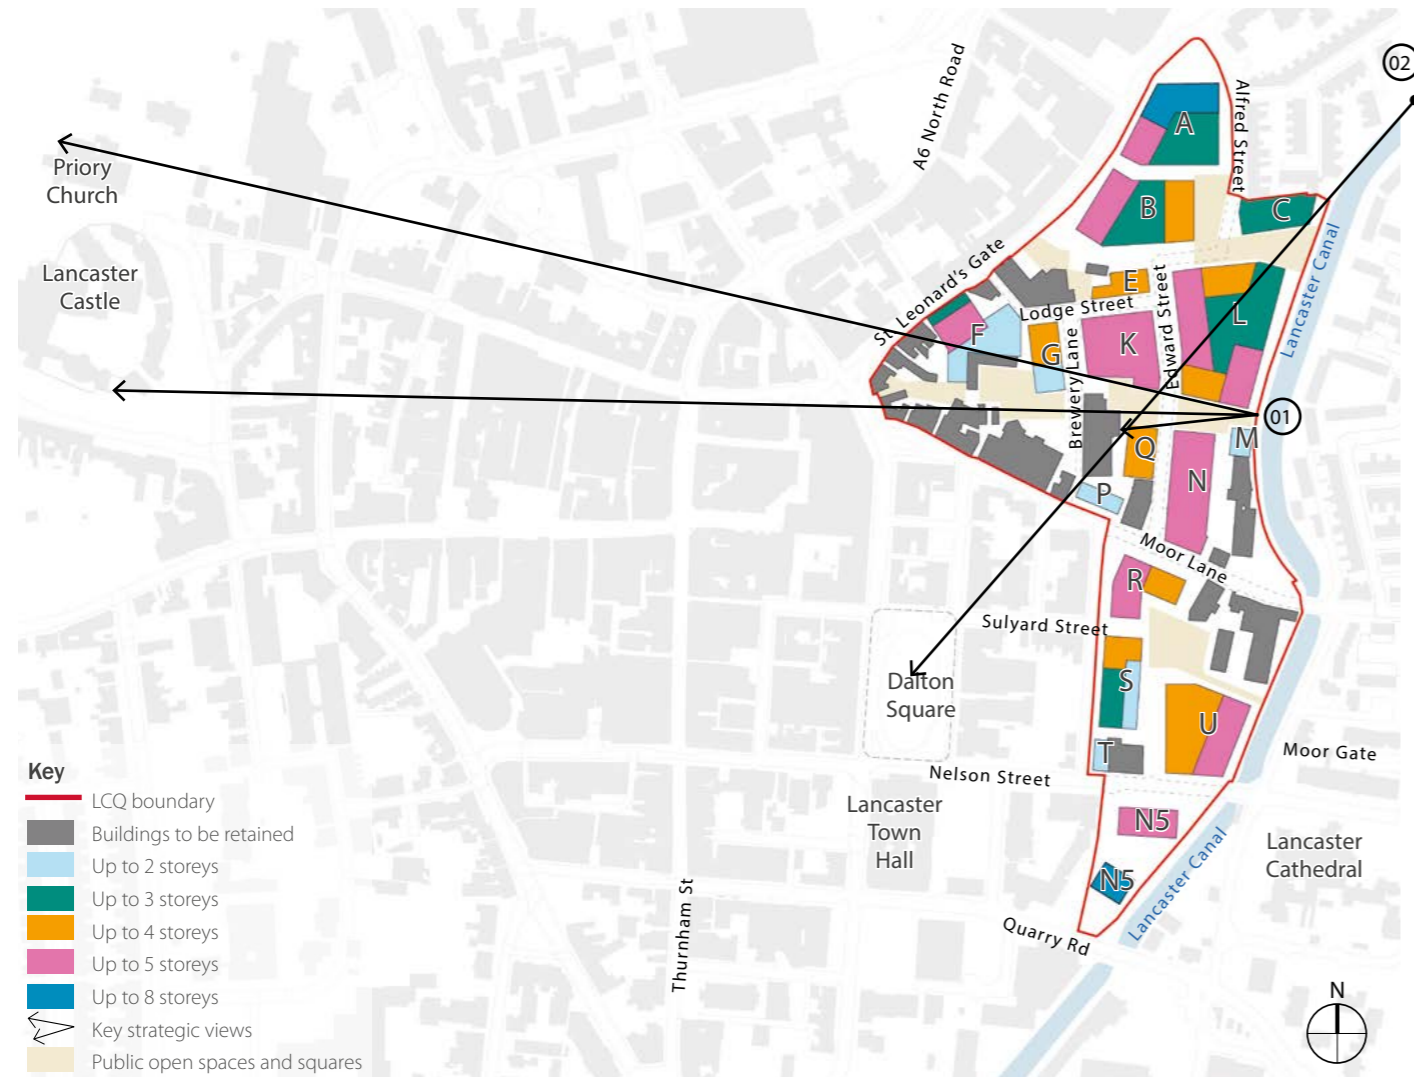 02
A6 North Road
Alfred Street
A
Priory
Church
B
C
Lancaster Canal
St. Leonard's Gate
Lancaster
Castle
E
Lodge Street
Edward Street
L
F
G
K
Brewery Lane
01
M
Q
N
P
Moor Lane
R
Sulyard Street
S
Dalton
Square
U
T
Moor Gate
Nelson Street
Lancaster
Town
Hall
N5
Lancaster
Cathedral
Lancaster Canal
N5
Quarry Rd
Thurnham St
Key
LCQ boundary
Buildings to be retained
Up to 2 storeys
Up to 3 storeys
Up to 4 storeys
Up to 5 storeys
Up to 8 storeys
Key strategic views
Public open spaces and squares
N